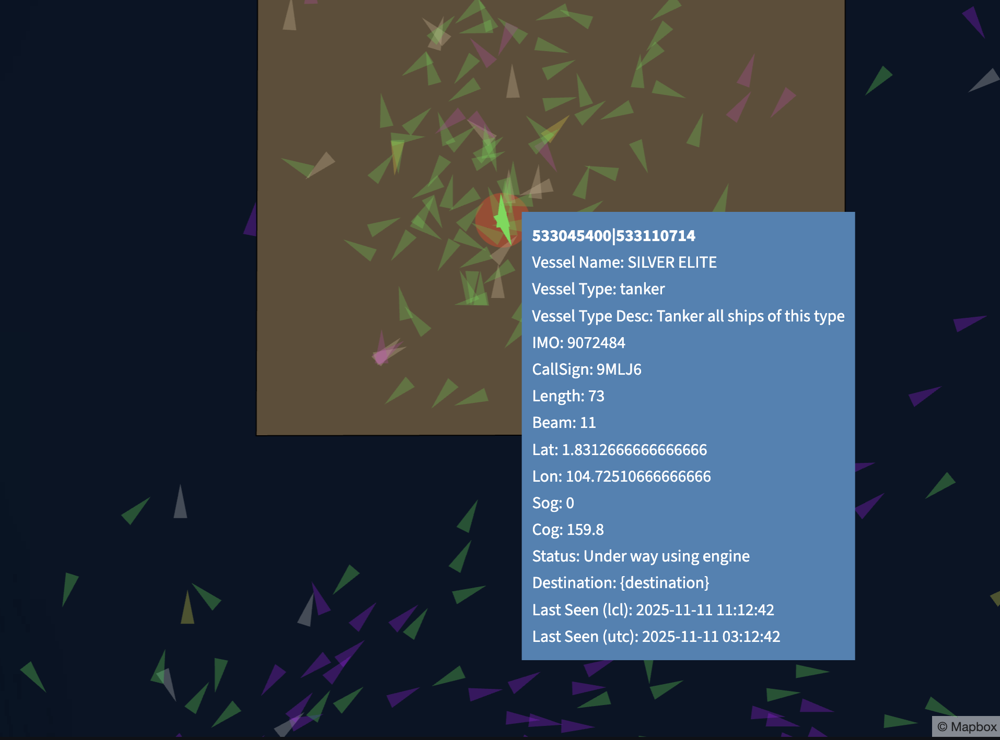 533045400|533110714
Vessel Name: SILVER ELITE
Vessel Type: tanker
Vessel Type Desc: Tanker all ships of this type
IMO: 9072484
CallSign: 9MLJ6
Length: 73
Beam: 11
Lat: 1.8312666666666666
Lon: 104.72510666666666
Sog: 0
Cog: 159.8
Status: Under way using engine
Destination: {destination}
Last Seen (lcl): 2025-11-11 11:12:42
Last Seen (utc): 2025-11-11 03:12:42
© Mapbox